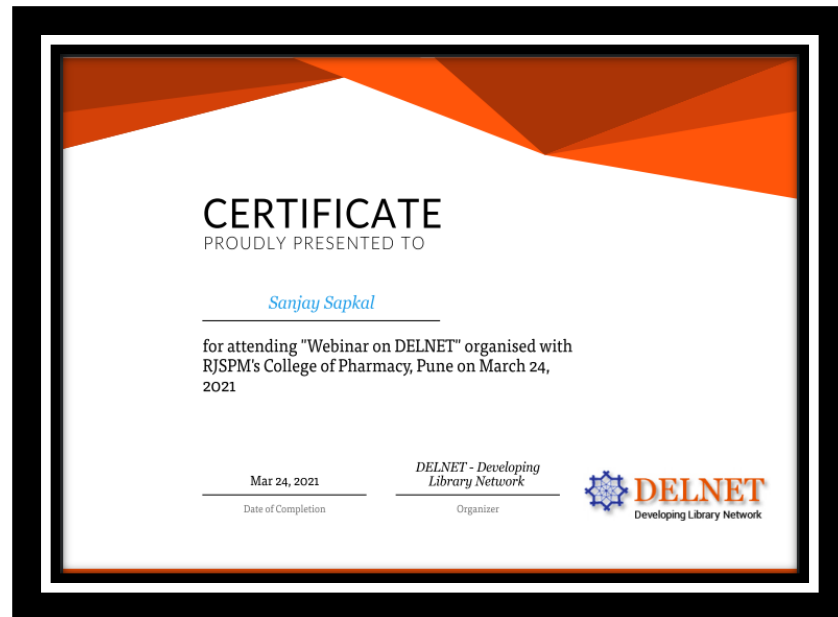 CERTIFICATE
PROUDLY PRESENTED TO
Sanjay Sapkal
for attending "Webinar on DELNET" organised with
RJSPM's College of Pharmacy, Pune on March 24,
2021
Mar 24, 2021
Date of Completion
DELNET - Developing
Library Network
Organizer
DELNET
Developing Library Network